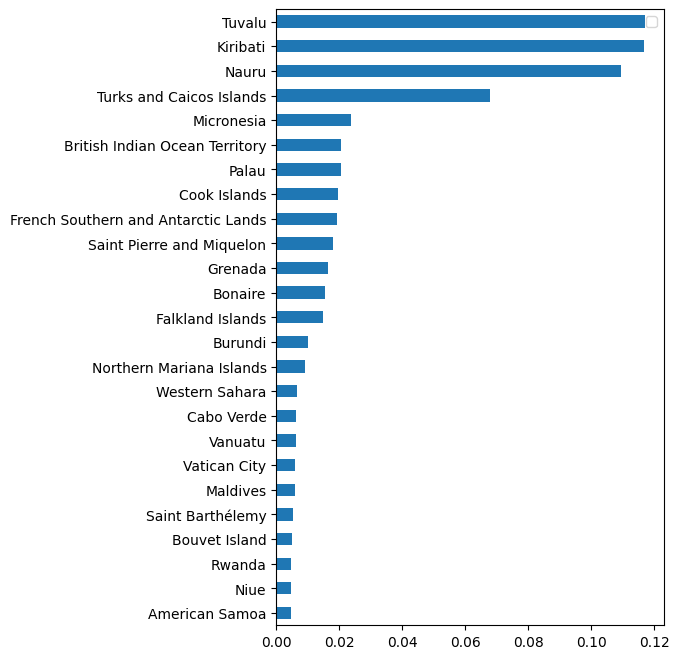 Tuvalu
Kiribati
Nauru
Turks and Caicos Islands
Micronesia
British Indian Ocean Territory
Palau
Cook Islands
French Southern and Antarctic Lands
Saint Pierre and Miquelon
Grenada
Bonaire
Falkland Islands
Burundi
Northern Mariana Islands
Western Sahara
Cabo Verde
Vanuatu
Vatican City
Maldives
Saint Barthélemy
Bouvet Island
Rwanda
Niue
American Samoa
0.00 0.02 0.04 0.06 0.08 0.10 0.12